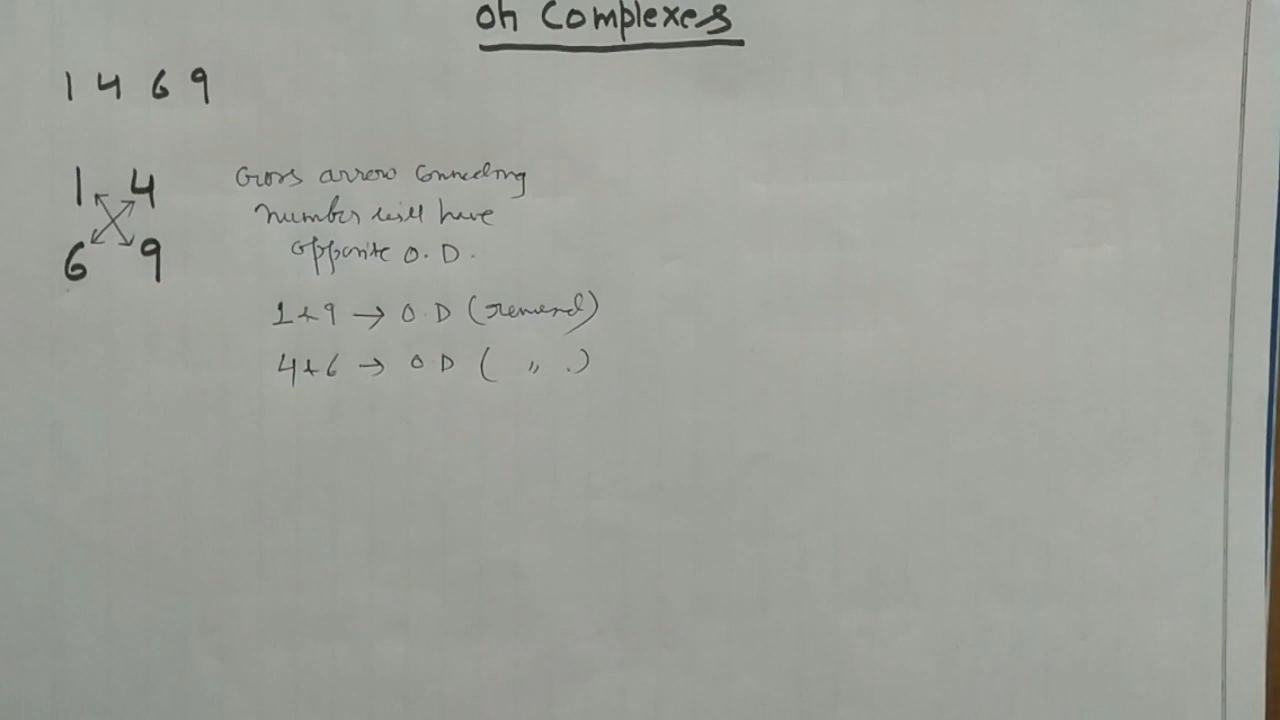 Oh Complexes
1 4 6 9
1 4
6 9
Cross arrow Connecting
number will have
opposite O.D.
1 & 9 → O.D (reversed)
4 & 6 → O.D ( ,, .)